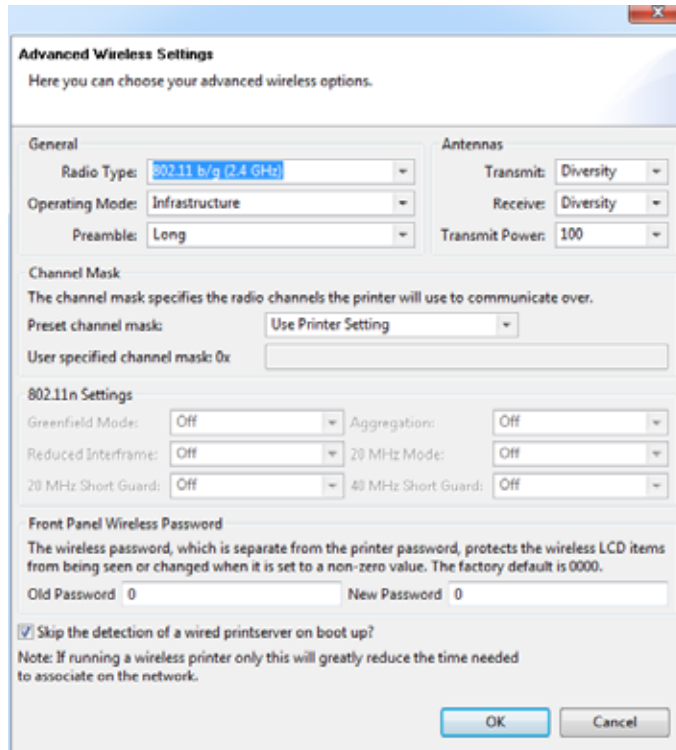 Advanced Wireless Settings
Here you can choose your advanced wireless options.
General
Radio Type: 802.11 b/g (2.4 GHz)
Operating Mode: Infrastructure
Preamble: Long
Antennas
Transmit: Diversity
Receive: Diversity
Transmit Power: 100
Channel Mask
The channel mask specifies the radio channels the printer will use to communicate over.
Preset channel mask: Use Printer Setting
User specified channel mask: 0x
802.11n Settings
Greenfield Mode: Off Aggregation: Off
Reduced Interframe: Off 20 MHz Mode: Off
20 MHz Short Guard: Off 40 MHz Short Guard: Off
Front Panel Wireless Password
The wireless password, which is separate from the printer password, protects the wireless LCD items
from being seen or changed when it is set to a non-zero value. The factory default is 0000.
Old Password 0 New Password 0
Skip the detection of a wired printserver on boot up?
Note: If running a wireless printer only this will greatly reduce the time needed
to associate on the network.
OK Cancel